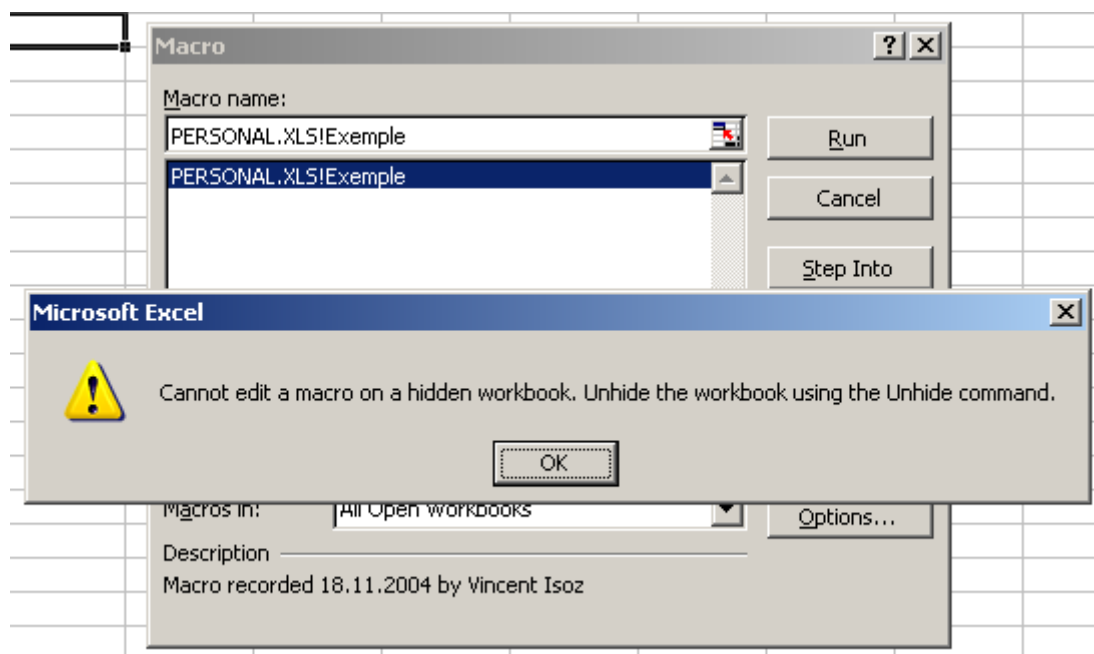 Macro
Macro name:
PERSONAL.XLS!Exemple
Run
PERSONAL.XLS!Exemple
Cancel
Step Into
Microsoft Excel
Cannot edit a macro on a hidden workbook. Unhide the workbook using the Unhide command.
OK
Macros in:
All Open Workbooks
Options...
Description
Macro recorded 18.11.2004 by Vincent Isoz